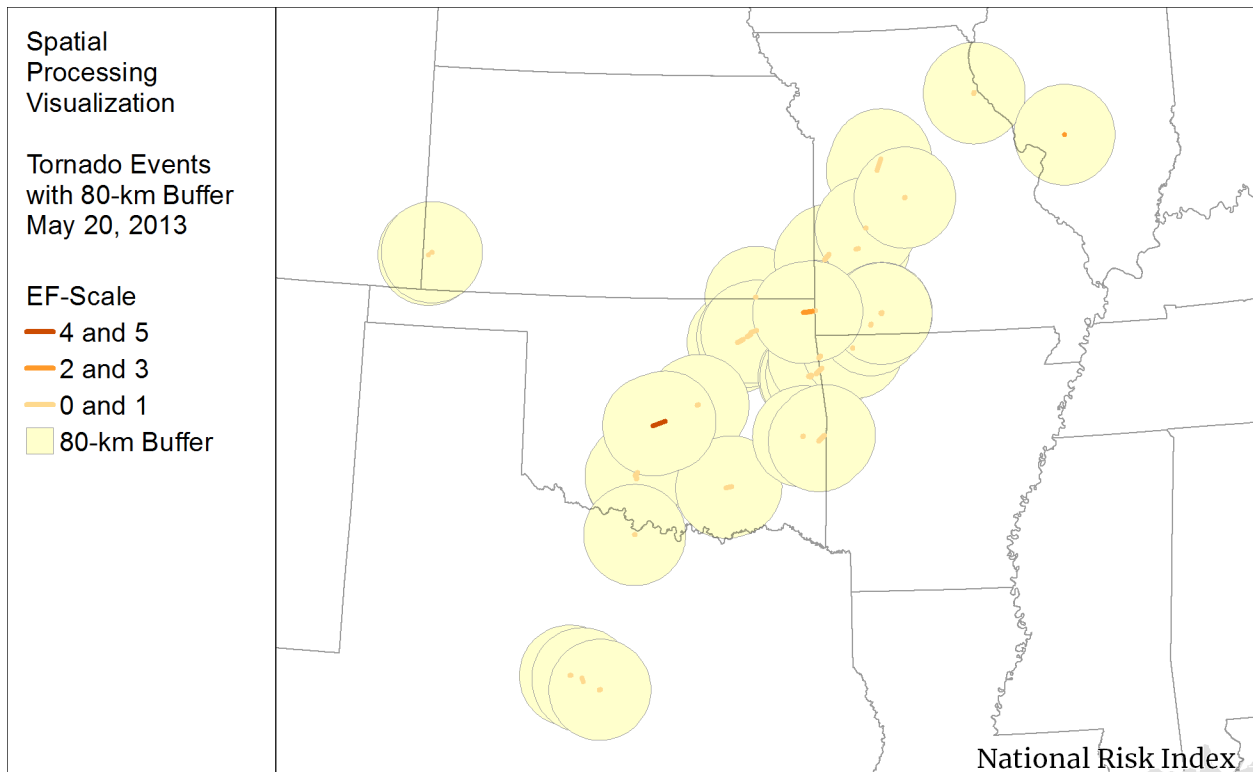 Spatial
Processing
Visualization
Tornado Events
with 80-km Buffer
May 20, 2013
EF-Scale
4 and 5
2 and 3
0 and 1
80-km Buffer
National Risk Index